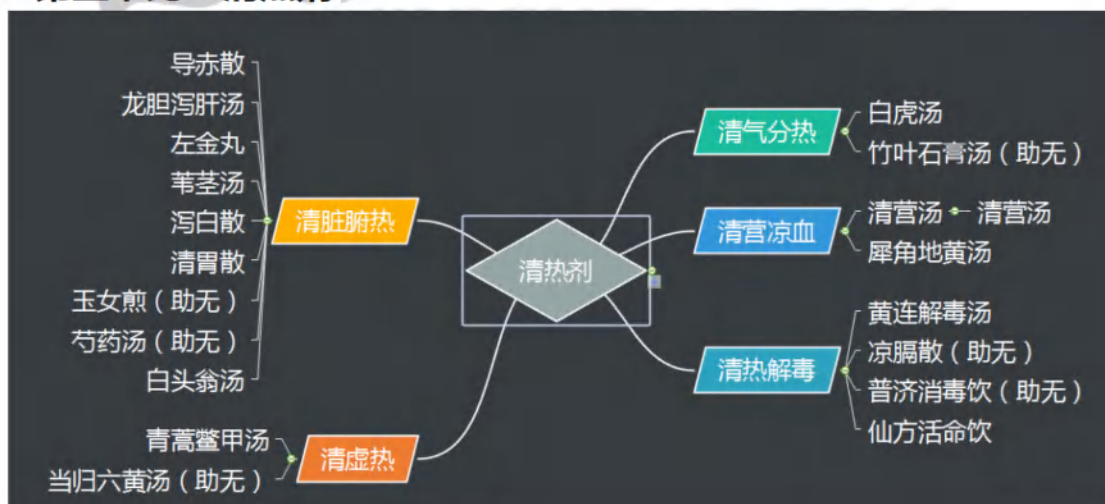 导赤散
龙胆泻肝汤
左金丸
苇茎汤
泻白散
清胃散
玉女煎（助无）
芍药汤（助无）
白头翁汤
清脏腑热
青蒿鳖甲汤
当归六黄汤（助无）
清虚热
清热剂
清气分热
白虎汤
竹叶石膏汤（助无）
清营凉血
清营汤 清营汤
犀角地黄汤
清热解毒
黄连解毒汤
凉膈散（助无）
普济消毒饮（助无）
仙方活命饮